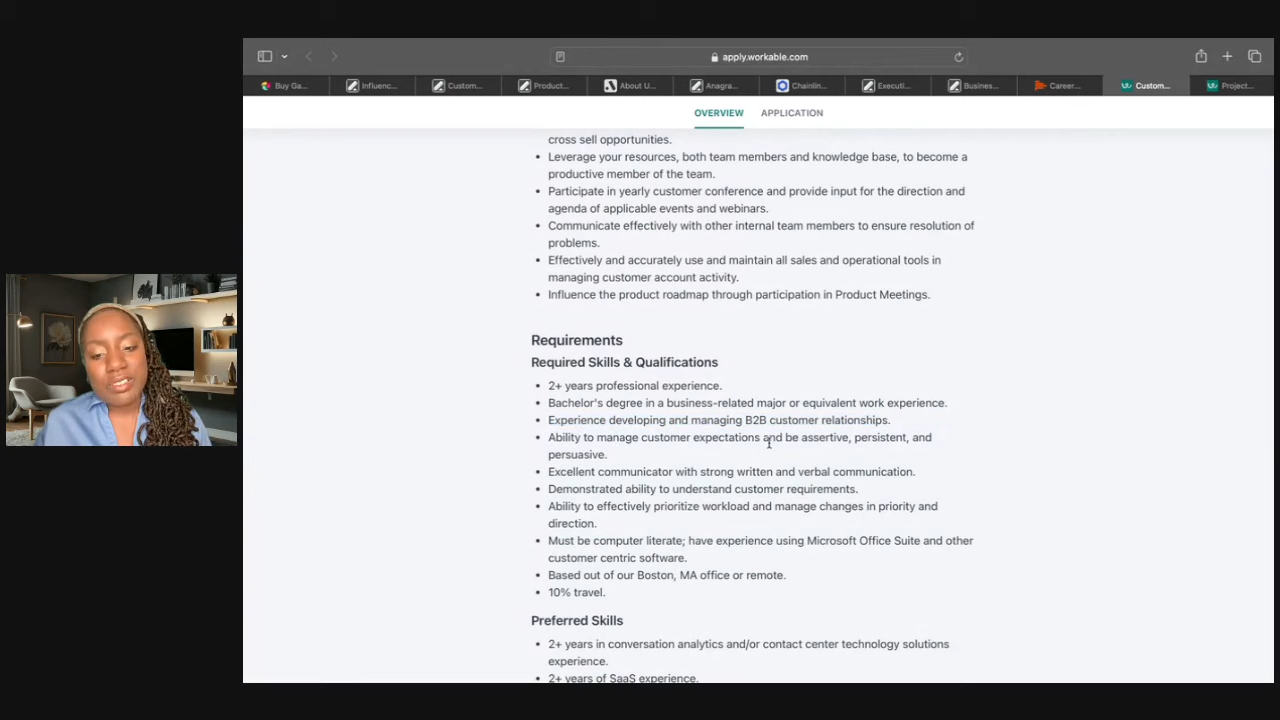 apply.workable.com
Buy Ga...
Influenc...
Custom...
Product...
About U...
Anagra...
Chainlin...
Executi...
Busines...
Career...
Custom...
Project...
OVERVIEW
APPLICATION
cross sell opportunities.
• Leverage your resources, both team members and knowledge base, to become a
productive member of the team.
• Participate in yearly customer conference and provide input for the direction and
agenda of applicable events and webinars.
• Communicate effectively with other internal team members to ensure resolution of
problems.
• Effectively and accurately use and maintain all sales and operational tools in
managing customer account activity.
• Influence the product roadmap through participation in Product Meetings.
Requirements
Required Skills & Qualifications
• 2+ years professional experience.
• Bachelor's degree in a business-related major or equivalent work experience.
• Experience developing and managing B2B customer relationships.
• Ability to manage customer expectations and be assertive, persistent, and
persuasive.
• Excellent communicator with strong written and verbal communication.
• Demonstrated ability to understand customer requirements.
• Ability to effectively prioritize workload and manage changes in priority and
direction.
• Must be computer literate; have experience using Microsoft Office Suite and other
customer centric software.
• Based out of our Boston, MA office or remote.
• 10% travel.
Preferred Skills
• 2+ years in conversation analytics and/or contact center technology solutions
experience.
• 2+ years of SaaS experience.